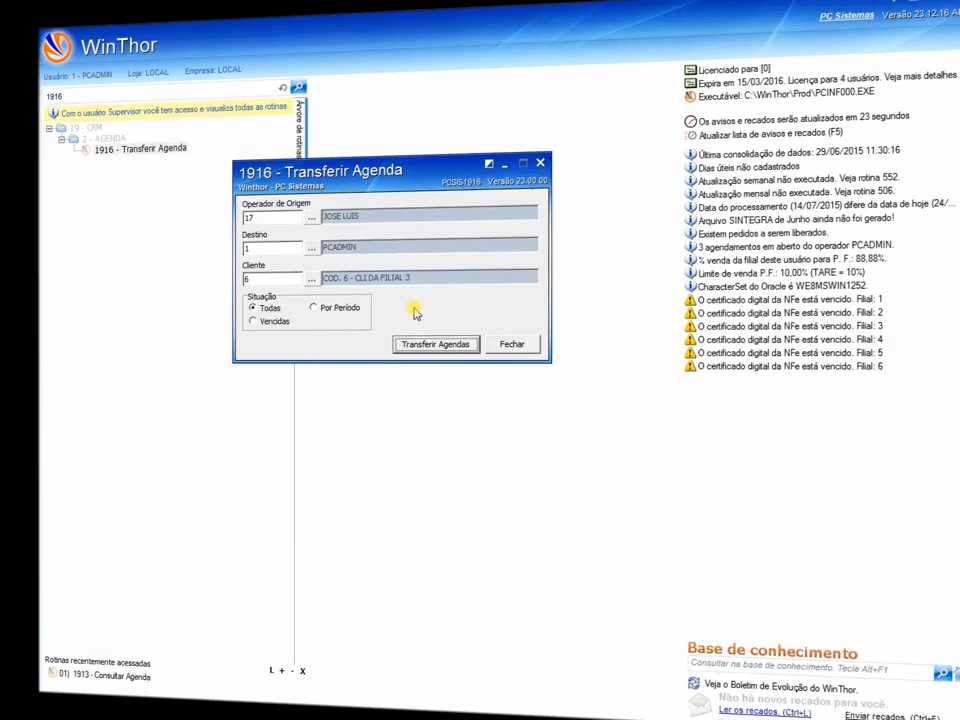 WinThor
PC Sistemas Versão 23.12.16
Usuário: 1 - PCADMIN Loja: LOCAL Empresa: LOCAL
1916
Com o usuário Supervisor você tem acesso e visualiza todas as rotinas.
19 - CRM
2 - AGENDA
1916 - Transferir Agenda
Árvore de rotinas
Licenciado para [0]
Expira em 15/03/2016. Licença para 4 usuários. Veja mais detalhes.
Executável: C:\WinThor\Prod\PCINF000.EXE
Os avisos e recados serão atualizados em 23 segundos
Atualizar lista de avisos e recados (F5)
Última consolidação de dados: 29/06/2015 11:30:16
Dias úteis não cadastrados
Atualização semanal não executada. Veja rotina 552.
Atualização mensal não executada. Veja rotina 506.
Data do processamento (14/07/2015) difere da data de hoje (24/...
Arquivo SINTEGRA de Junho ainda não foi gerado!
Existem pedidos a serem liberados.
3 agendamentos em aberto do operador PCADMIN.
% venda da filial deste usuário para P. F.: 88,88%.
Limite de venda P.F.: 10,00% (TARE = 10%)
CharacterSet do Oracle é WE8MSWIN1252.
O certificado digital da NFe está vencido. Filial: 1
O certificado digital da NFe está vencido. Filial: 2
O certificado digital da NFe está vencido. Filial: 3
O certificado digital da NFe está vencido. Filial: 4
O certificado digital da NFe está vencido. Filial: 5
O certificado digital da NFe está vencido. Filial: 6
1916 - Transferir Agenda
Winthor - PC Sistemas PCSIS1916 Versão 23.00.00
Operador de Origem
17 ... JOSE LUIS
Destino
1 ... PCADMIN
Cliente
6 ... COD. 6 - CLI DA FILIAL 3
Situação
Todas Por Período
Vencidas
Transferir Agendas Fechar
Rotinas recentemente acessadas
01) 1913 - Consultar Agenda
L + - X
Base de conhecimento
Consultar na base de conhecimento. Tecle Alt+F1
Veja o Boletim de Evolução do WinThor.
Não há novos recados para você.
Ler os recados. (Ctrl+L) Enviar recados. (Ctrl+E